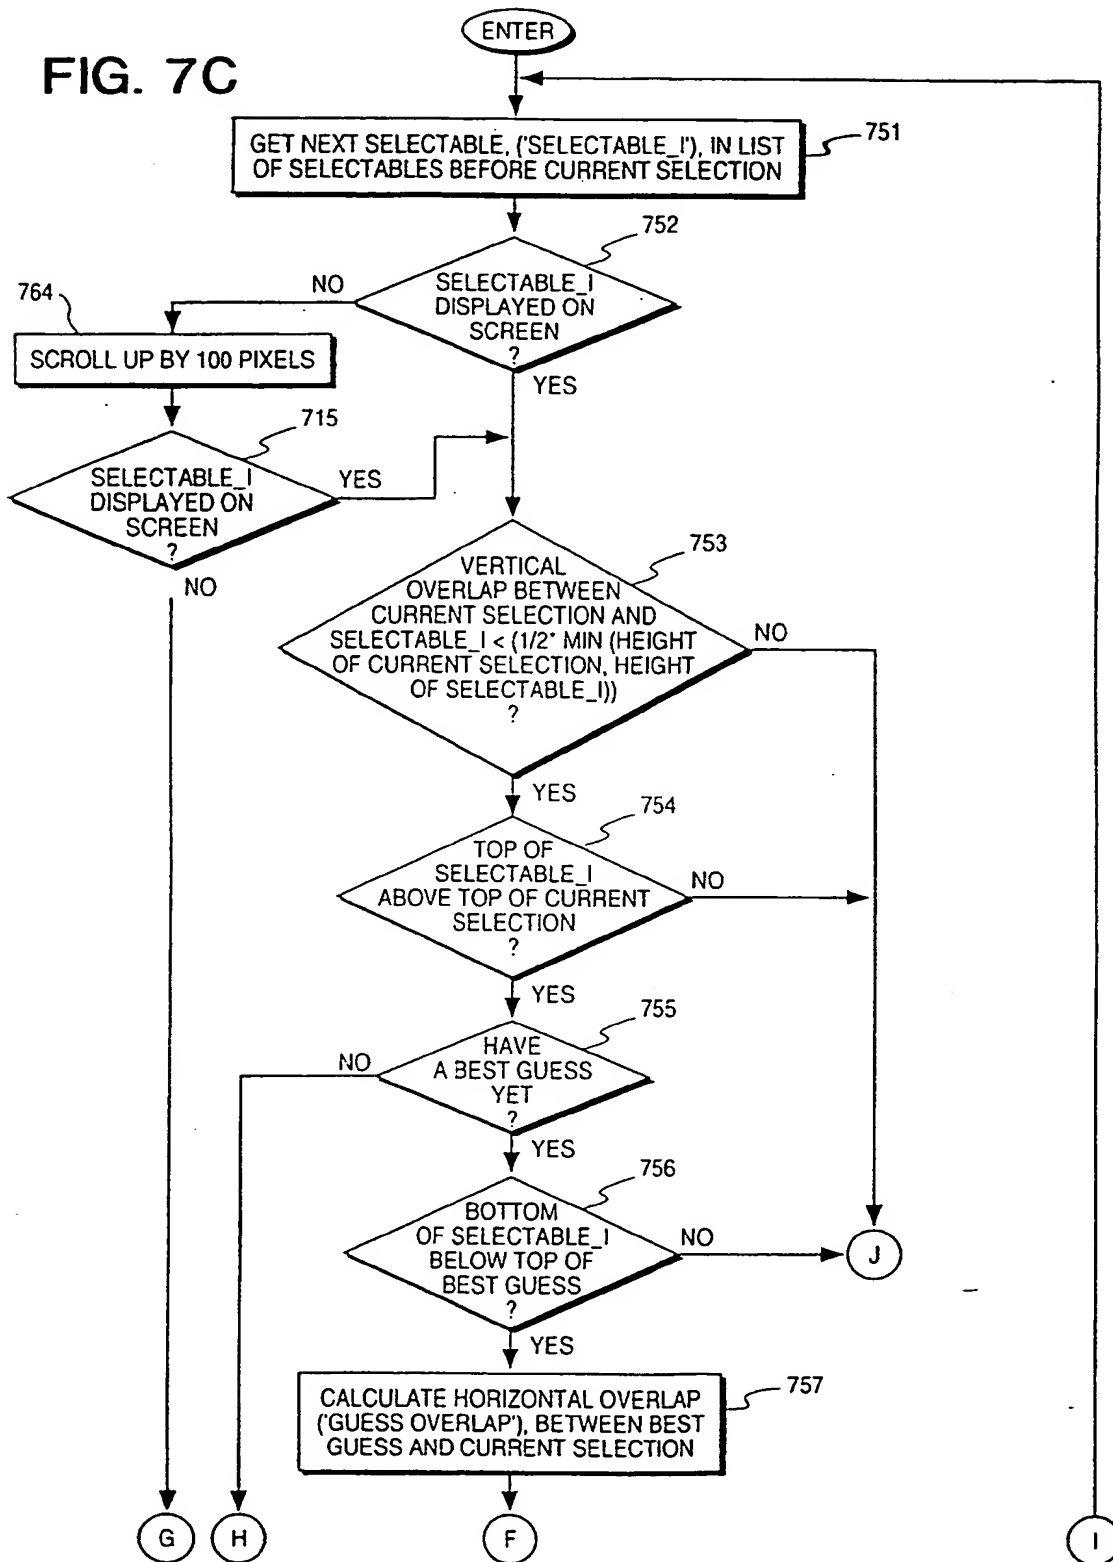 FIG. 7C
ENTER
GET NEXT SELECTABLE, ('SELECTABLE_I'), IN LIST
OF SELECTABLES BEFORE CURRENT SELECTION
751
752
SELECTABLE_I
DISPLAYED ON
SCREEN
?
NO
YES
764
SCROLL UP BY 100 PIXELS
715
SELECTABLE_I
DISPLAYED ON
SCREEN
?
YES
NO
753
VERTICAL
OVERLAP BETWEEN
CURRENT SELECTION AND
SELECTABLE_I < (1/2* MIN (HEIGHT
OF CURRENT SELECTION, HEIGHT
OF SELECTABLE_I))
?
NO
YES
754
TOP OF
SELECTABLE_I
ABOVE TOP OF CURRENT
SELECTION
?
NO
YES
755
HAVE
A BEST GUESS
YET
?
NO
YES
756
BOTTOM
OF SELECTABLE_I
BELOW TOP OF
BEST GUESS
?
NO
J
YES
CALCULATE HORIZONTAL OVERLAP
('GUESS OVERLAP'), BETWEEN BEST
GUESS AND CURRENT SELECTION
757
G
H
F
I